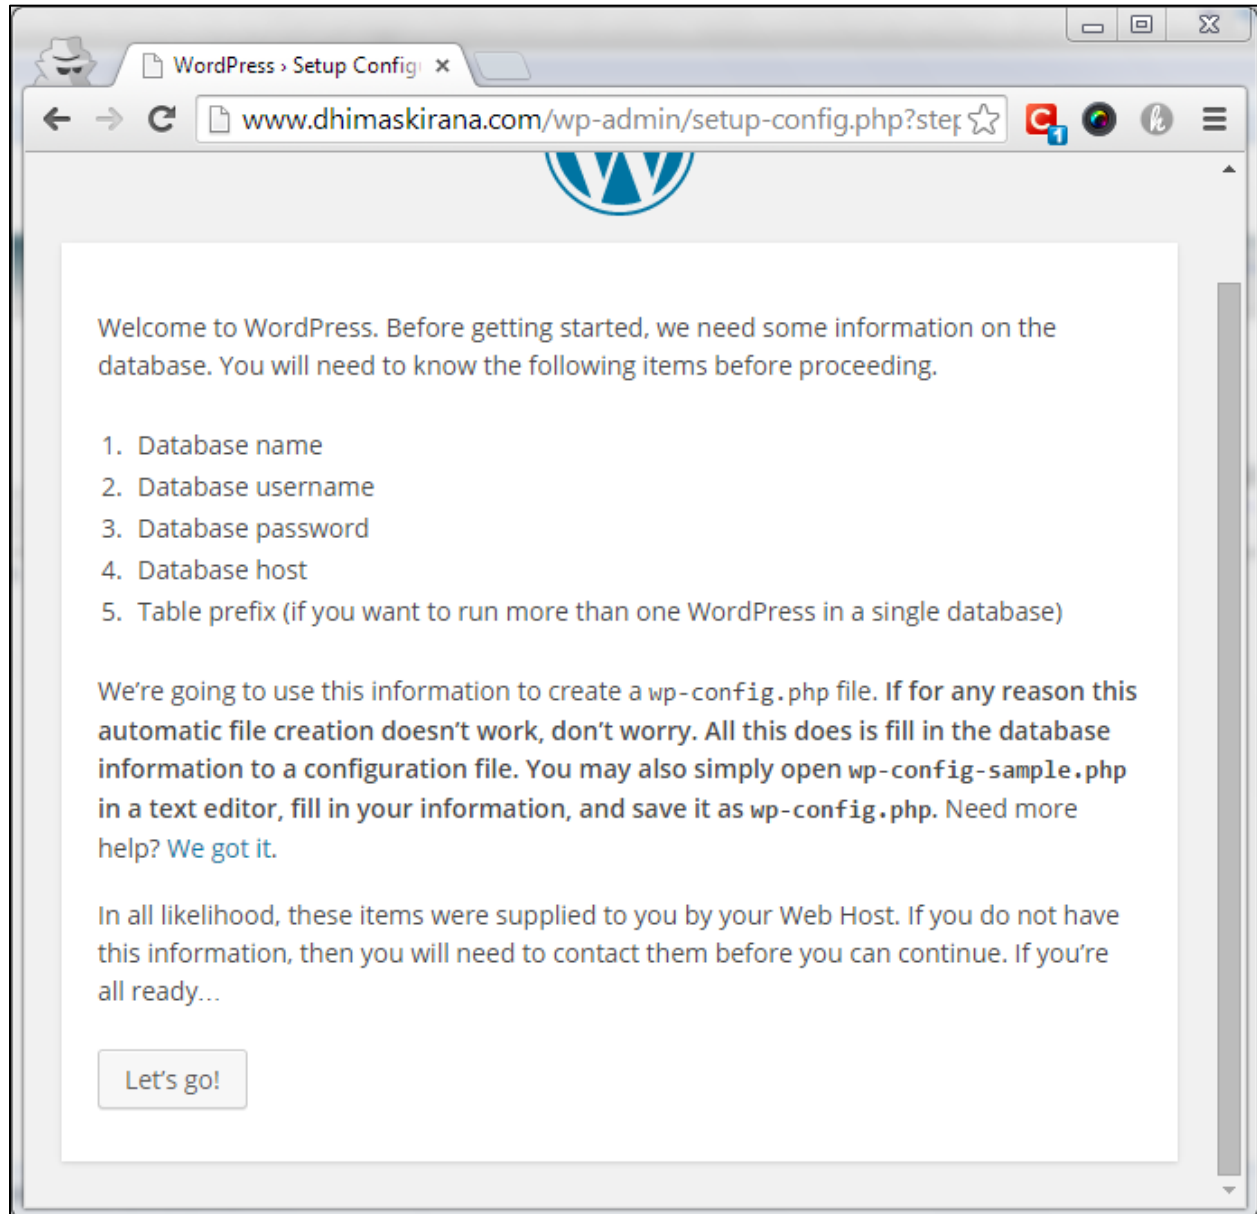 WordPress › Setup Config
www.dhimaskirana.com/wp-admin/setup-config.php?step
Welcome to WordPress. Before getting started, we need some information on the
database. You will need to know the following items before proceeding.
1. Database name
2. Database username
3. Database password
4. Database host
5. Table prefix (if you want to run more than one WordPress in a single database)
We’re going to use this information to create a wp-config.php file. If for any reason this
automatic file creation doesn’t work, don’t worry. All this does is fill in the database
information to a configuration file. You may also simply open wp-config-sample.php
in a text editor, fill in your information, and save it as wp-config.php. Need more
help? We got it.
In all likelihood, these items were supplied to you by your Web Host. If you do not have
this information, then you will need to contact them before you can continue. If you’re
all ready…
Let’s go!